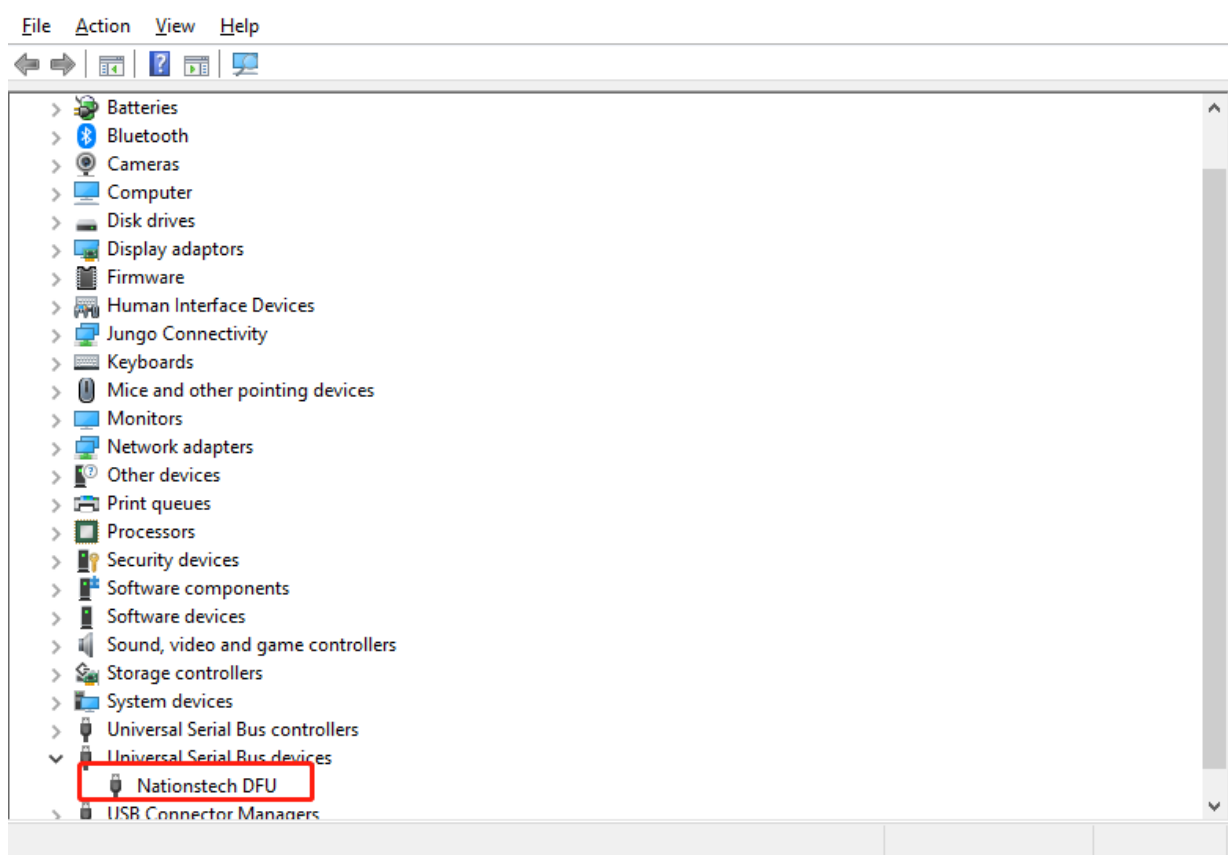 File Action View Help
Batteries
Bluetooth
Cameras
Computer
Disk drives
Display adaptors
Firmware
Human Interface Devices
Jungo Connectivity
Keyboards
Mice and other pointing devices
Monitors
Network adapters
Other devices
Print queues
Processors
Security devices
Software components
Software devices
Sound, video and game controllers
Storage controllers
System devices
Universal Serial Bus controllers
Universal Serial Bus devices
Nationstech DFU
USB Connector Managers